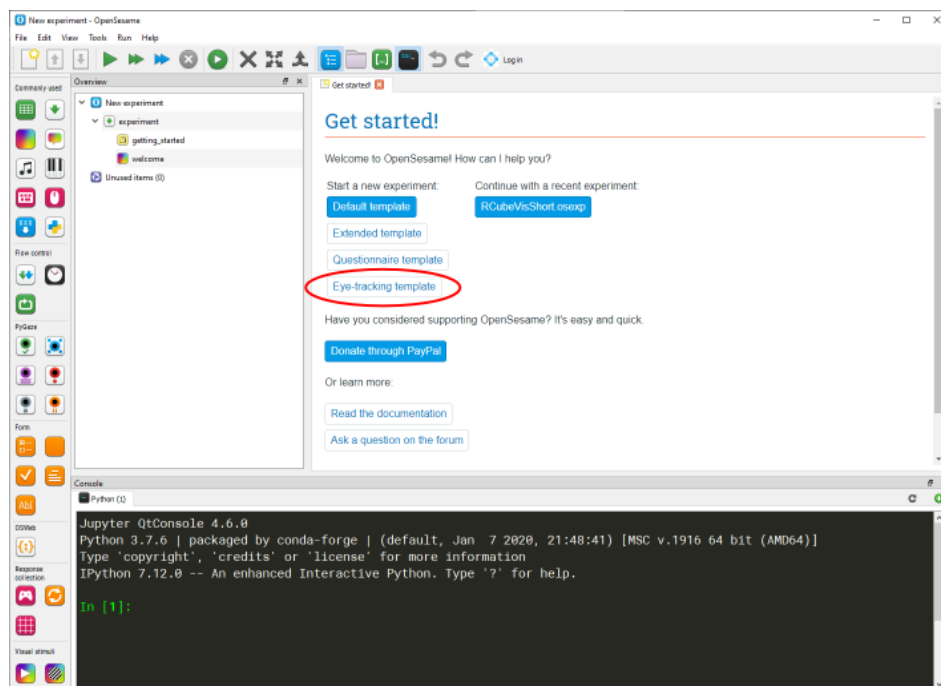 New experiment - OpenSesame
File Edit View Tools Run Help
Log in
Commonly used
Overview
New experiment
experiment
getting_started
welcome
Unused items (0)
Flow control
PyGaze
Form
Ab(
OSWeb
Response
collection
Visual stimuli
Get started!
Get started!
Welcome to OpenSesame! How can I help you?
Start a new experiment: Continue with a recent experiment:
Default template RCubeVisShort.osexp
Extended template
Questionnaire template
Eye-tracking template
Have you considered supporting OpenSesame? It's easy and quick.
Donate through PayPal
Or learn more:
Read the documentation
Ask a question on the forum
Console
Python (1)
Jupyter QtConsole 4.6.0
Python 3.7.6 | packaged by conda-forge | (default, Jan 7 2020, 21:48:41) [MSC v.1916 64 bit (AMD64)]
Type 'copyright', 'credits' or 'license' for more information
IPython 7.12.0 -- An enhanced Interactive Python. Type '?' for help.
In [1]: